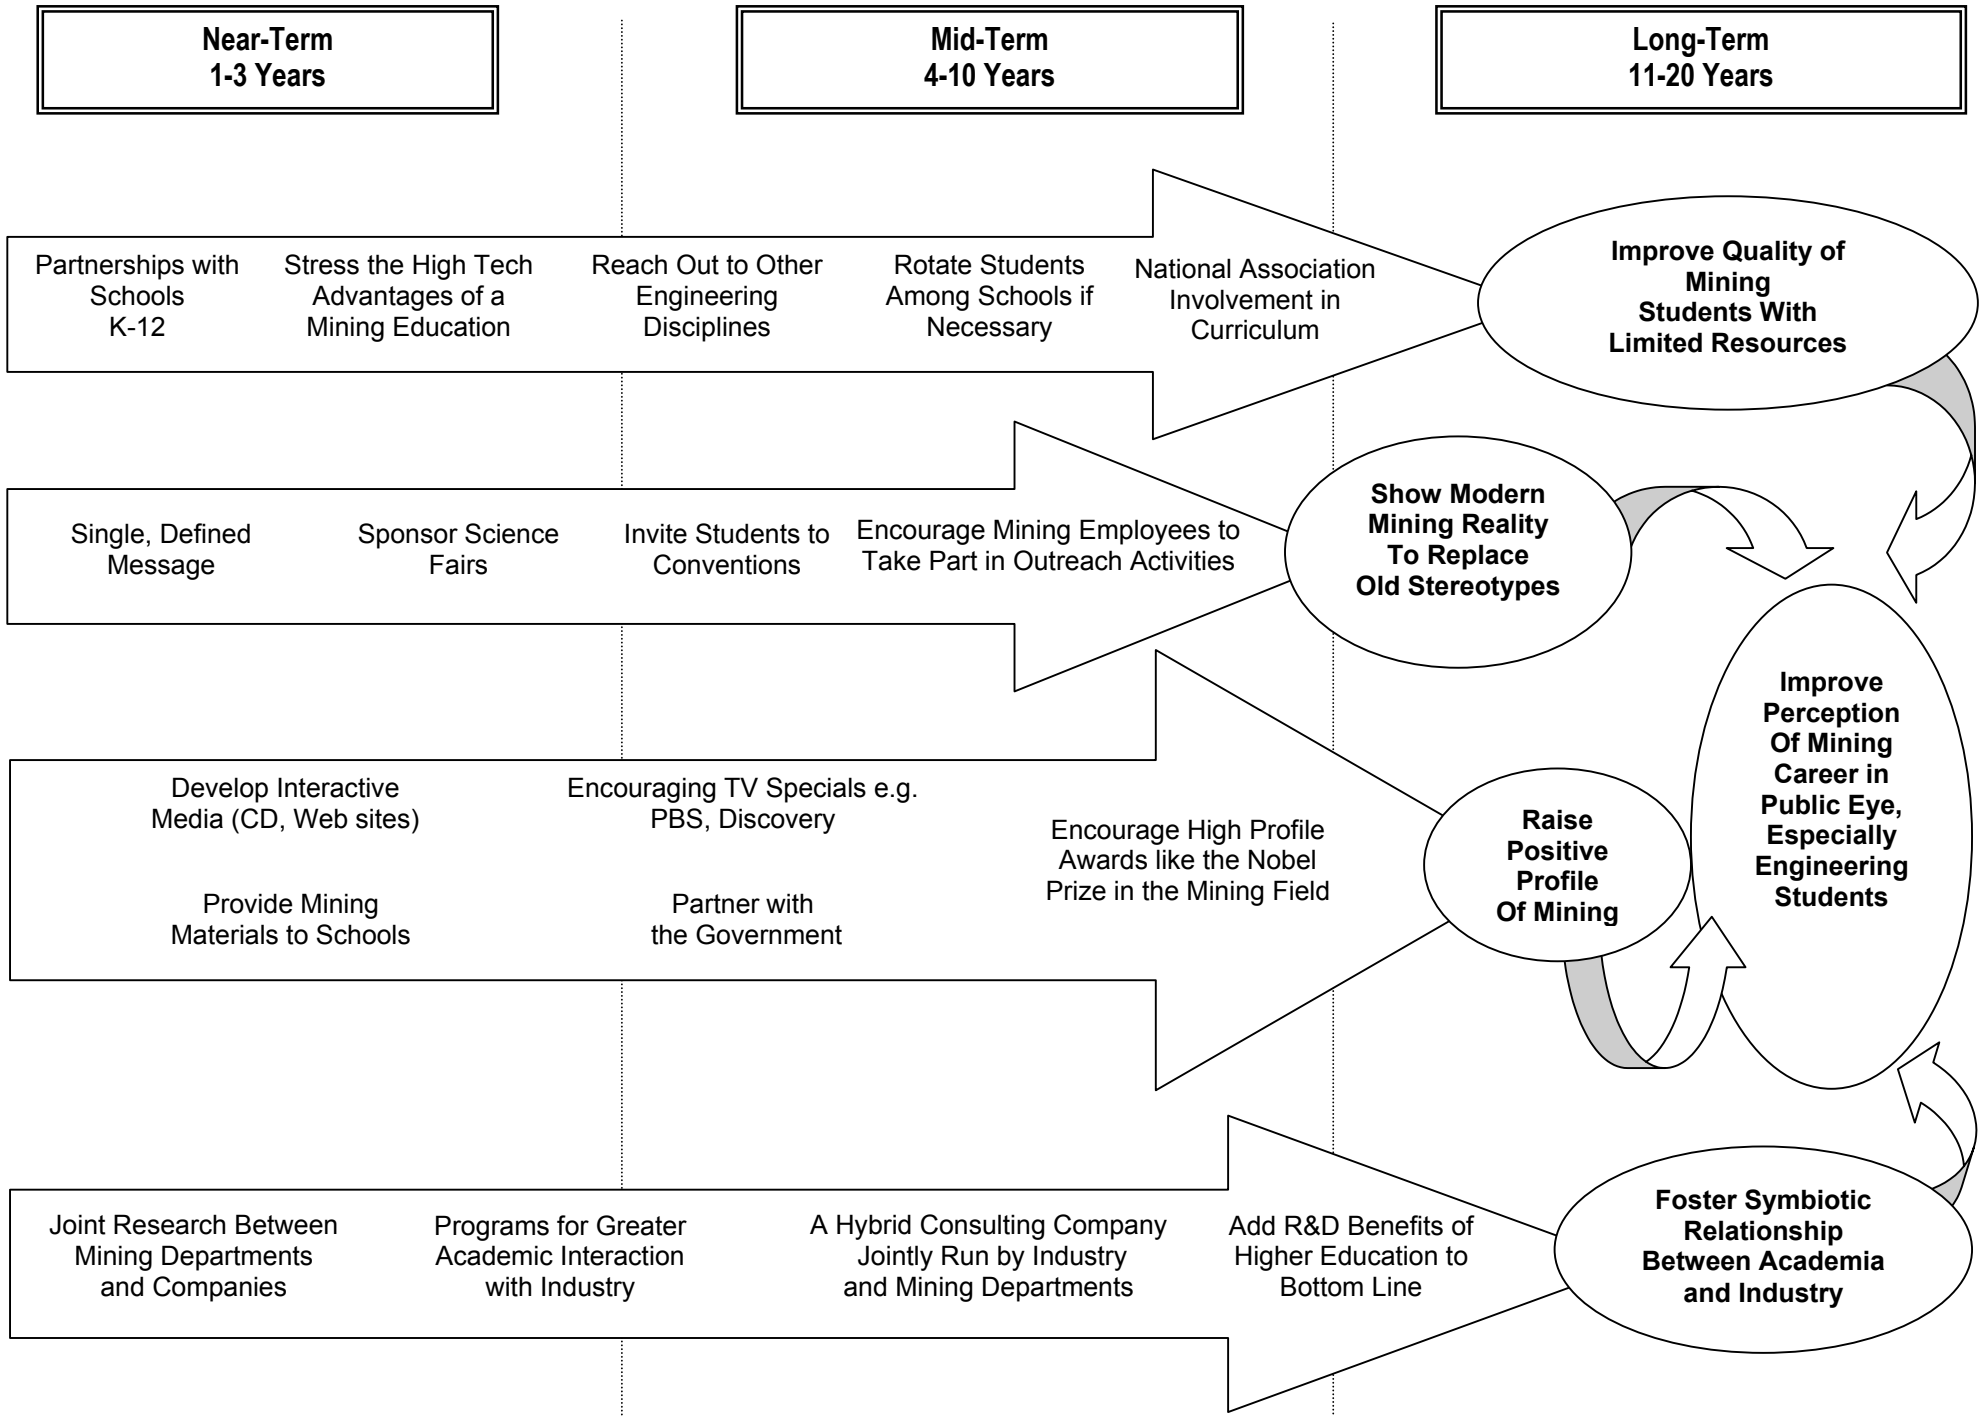 Near-Term
1-3 Years
Mid-Term
4-10 Years
Long-Term
11-20 Years
Partnerships with
Schools
K-12
Stress the High Tech
Advantages of a
Mining Education
Reach Out to Other
Engineering
Disciplines
Rotate Students
Among Schools if
Necessary
National Association
Involvement in
Curriculum
Improve Quality of
Mining
Students With
Limited Resources
Single, Defined
Message
Sponsor Science
Fairs
Invite Students to
Conventions
Encourage Mining Employees to
Take Part in Outreach Activities
Show Modern
Mining Reality
To Replace
Old Stereotypes
Develop Interactive
Media (CD, Web sites)
Provide Mining
Materials to Schools
Encouraging TV Specials e.g.
PBS, Discovery
Partner with
the Government
Encourage High Profile
Awards like the Nobel
Prize in the Mining Field
Raise
Positive
Profile
Of Mining
Improve
Perception
Of Mining
Career in
Public Eye,
Especially
Engineering
Students
Joint Research Between
Mining Departments
and Companies
Programs for Greater
Academic Interaction
with Industry
A Hybrid Consulting Company
Jointly Run by Industry
and Mining Departments
Add R&D Benefits of
Higher Education to
Bottom Line
Foster Symbiotic
Relationship
Between Academia
and Industry